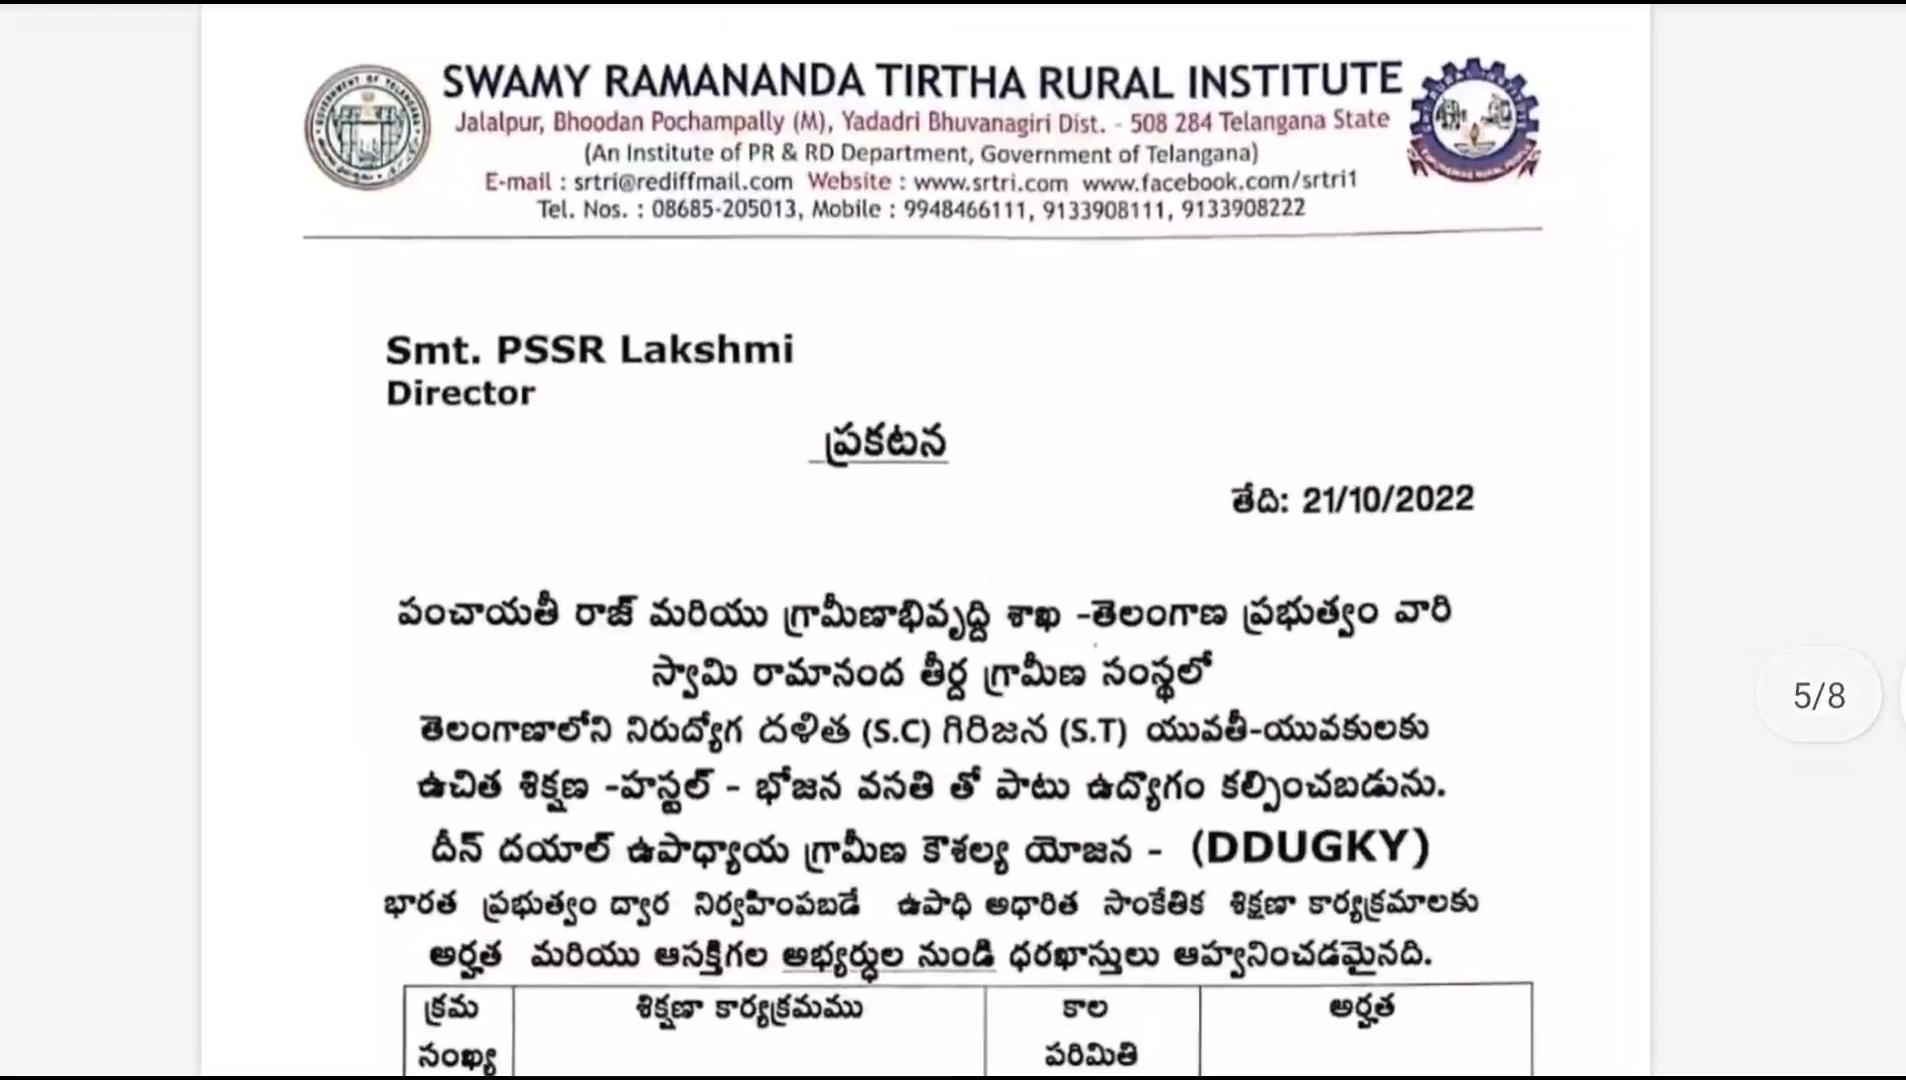 SWAMY RAMANANDA TIRTHA RURAL INSTITUTE
Jalalpur, Bhoodan Pochampally (M), Yadadri Bhuvanagiri Dist. - 508 284 Telangana State
(An Institute of PR & RD Department, Government of Telangana)
E-mail : srtri@rediffmail.com Website : www.srtri.com www.facebook.com/srtri1
Tel. Nos. : 08685-205013, Mobile : 9948466111, 9133908111, 9133908222
Smt. PSSR Lakshmi
Director
ప్రకటన
తేది: 21/10/2022
పంచాయతీ రాజ్ మరియు గ్రామీణాభివృద్ది శాఖ -తెలంగాణ ప్రభుత్వం వారి
స్వామి రామానంద తీర్ద గ్రామీణ సంస్థలో
తెలంగాణాలోని నిరుద్యోగ దళిత (S.C) గిరిజన (S.T) యువతీ-యువకులకు
ఉచిత శిక్షణ -హస్టల్ - భోజన వసతి తో పాటు ఉద్యోగం కల్పించబడును.
దీన్ దయాల్ ఉపాధ్యాయ గ్రామీణ కౌశల్య యోజన - (DDUGKY)
భారత ప్రభుత్వం ద్వార నిర్వహింపబడే ఉపాధి అధారిత సాంకేతిక శిక్షణా కార్యక్రమాలకు
అర్హత మరియు ఆసక్తిగల అభ్యర్ధుల నుండి ధరఖాస్తులు ఆహ్వనించడమైనది.
క్రమ సంఖ్య శిక్షణా కార్యక్రమము కాల పరిమితి అర్హత
5/8